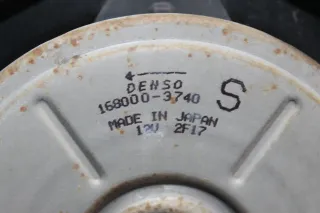 DENSO
168000-3740
S
MADE IN JAPAN
12V 2F17